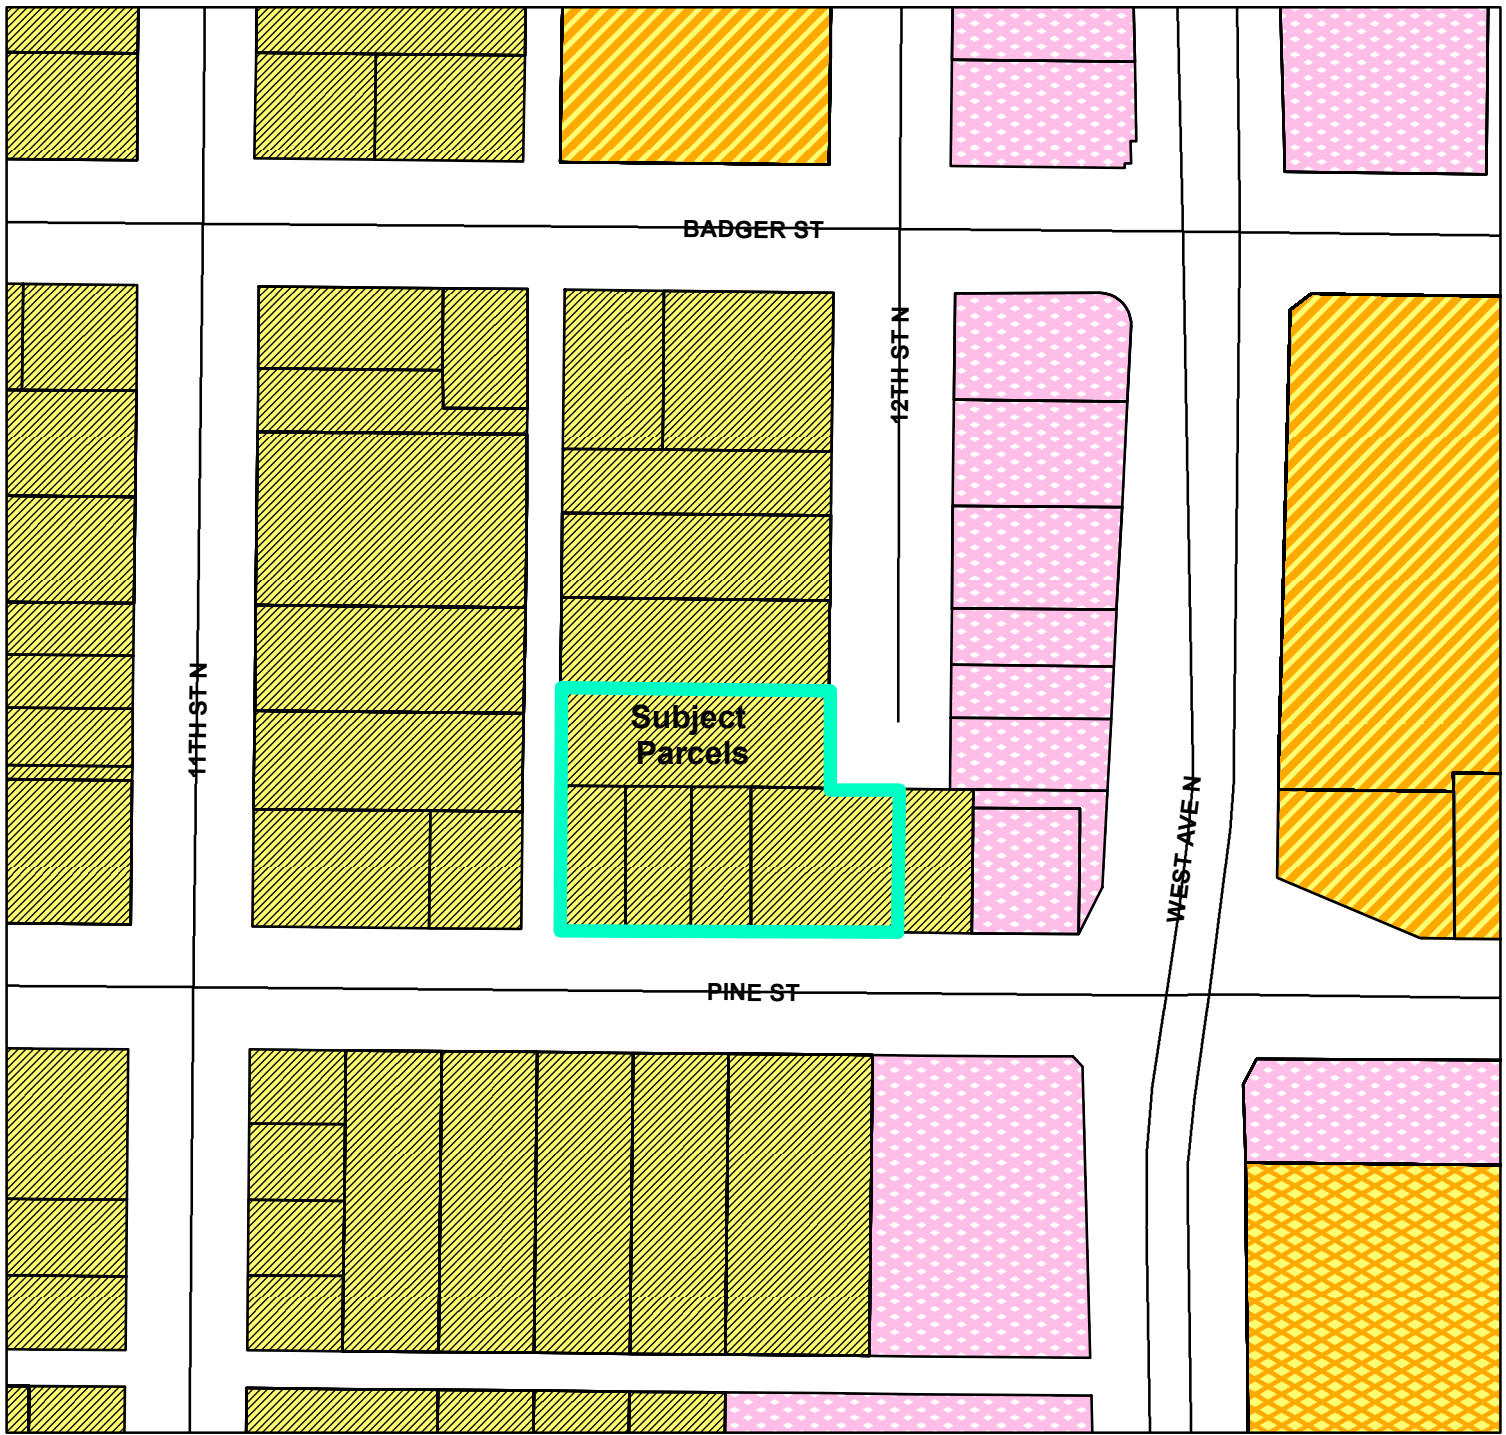 BADGER ST
12TH ST N
11TH ST N
Subject
Parcels
WEST AVE N
PINE ST